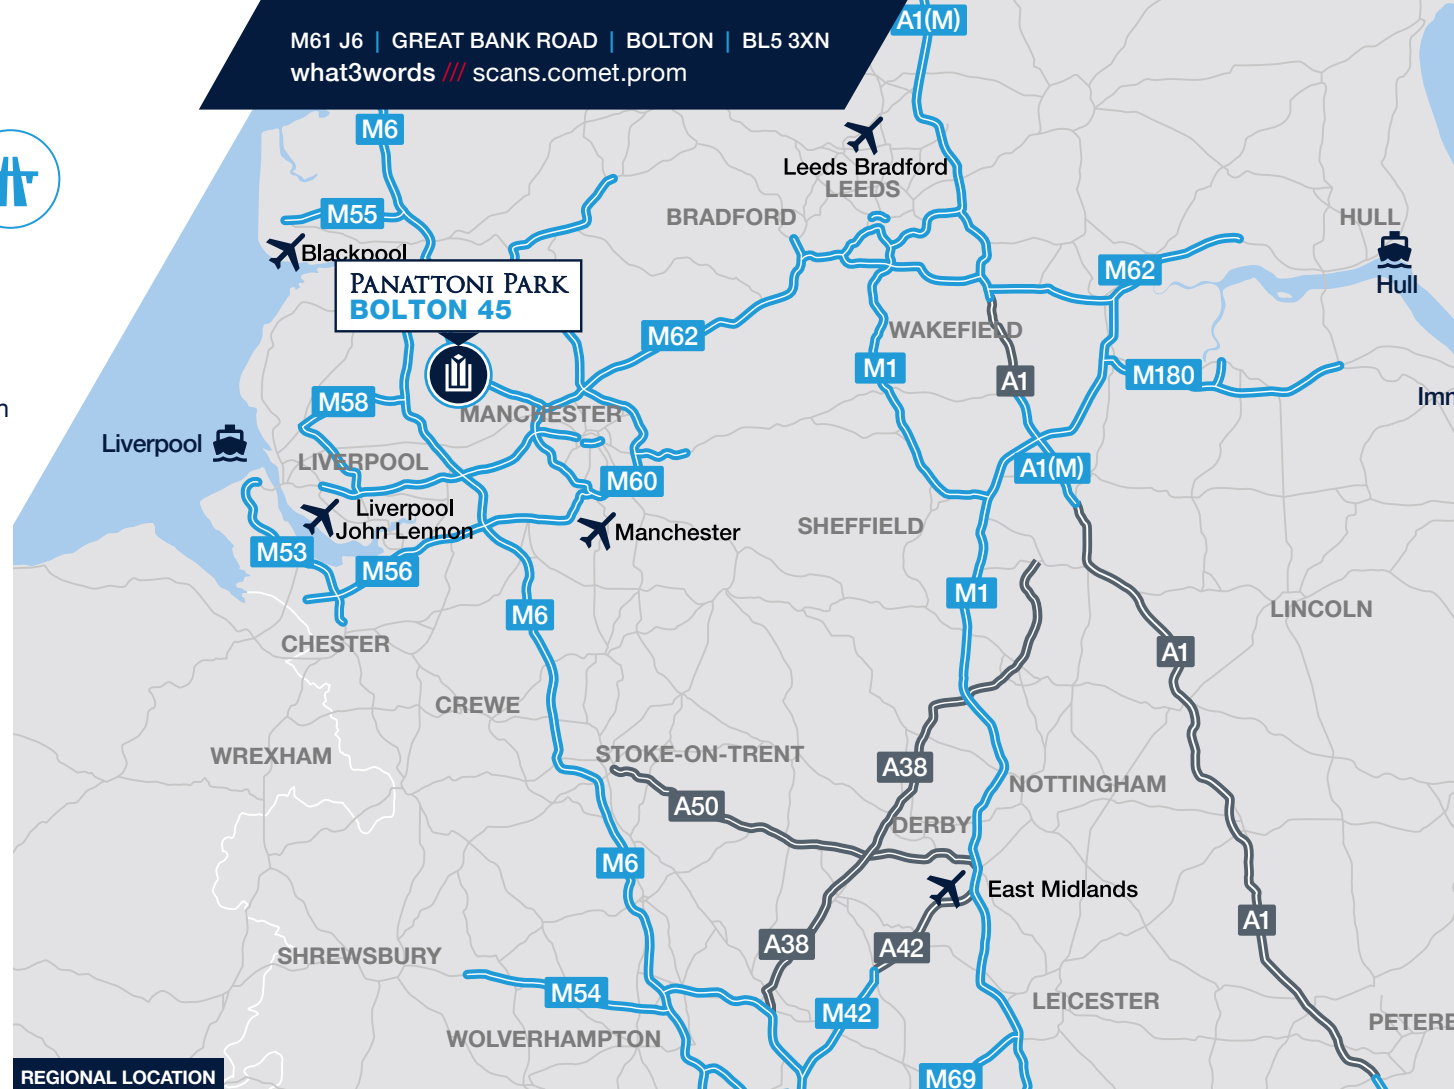 M61 J6 | GREAT BANK ROAD | BOLTON | BL5 3XN
what3words /// scans.comet.prom
A1(M)
M6
Leeds Bradford
LEEDS
M55
BRADFORD
HULL
Blackpool
PANATTONI PARK
BOLTON 45
M62
Hull
M62
WAKEFIELD
M1
A1
M180
M58
MANCHESTER
Liverpool
LIVERPOOL
A1(M)
M60
Liverpool
John Lennon
Manchester
SHEFFIELD
M53
M56
M1
M6
LINCOLN
CHESTER
A1
CREWE
WREXHAM
STOKE-ON-TRENT
A38
NOTTINGHAM
A50
DERBY
M6
East Midlands
A1
A38
A42
SHREWSBURY
M54
LEICESTER
M42
PETERB
WOLVERHAMPTON
M69
REGIONAL LOCATION